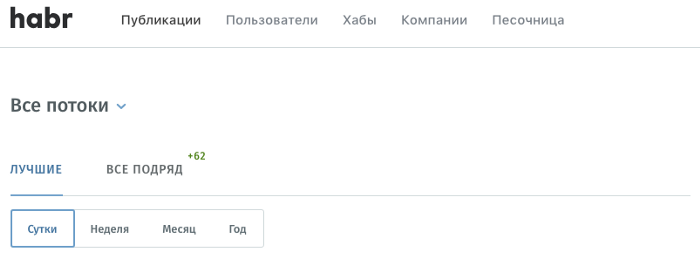 habr Публикации Пользователи Хабы Компании Песочница
Все потоки
ЛУЧШИЕ ВСЕ ПОДРЯД +62
Сутки Неделя Месяц Год